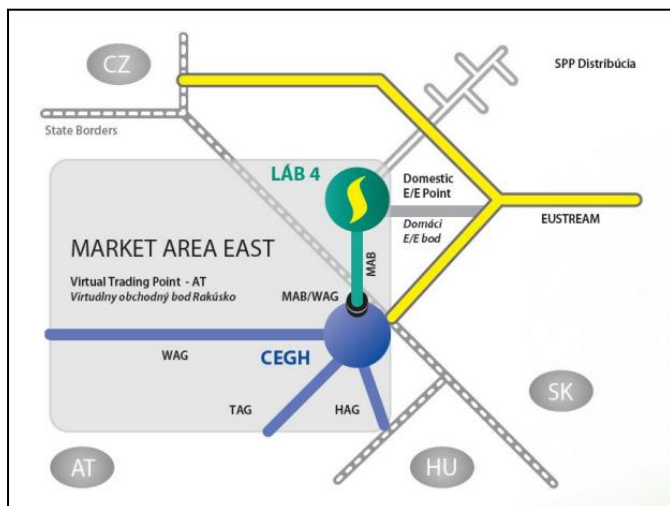 CZ
SPP Distribúcia
State Borders
LÁB 4
Domestic
E/E Point
Domáci
E/E bod
EUSTREAM
MARKET AREA EAST
MAB
Virtual Trading Point - AT
Virtuálny obchodný bod Rakúsko
MAB/WAG
WAG
CEGH
SK
TAG
HAG
AT
HU